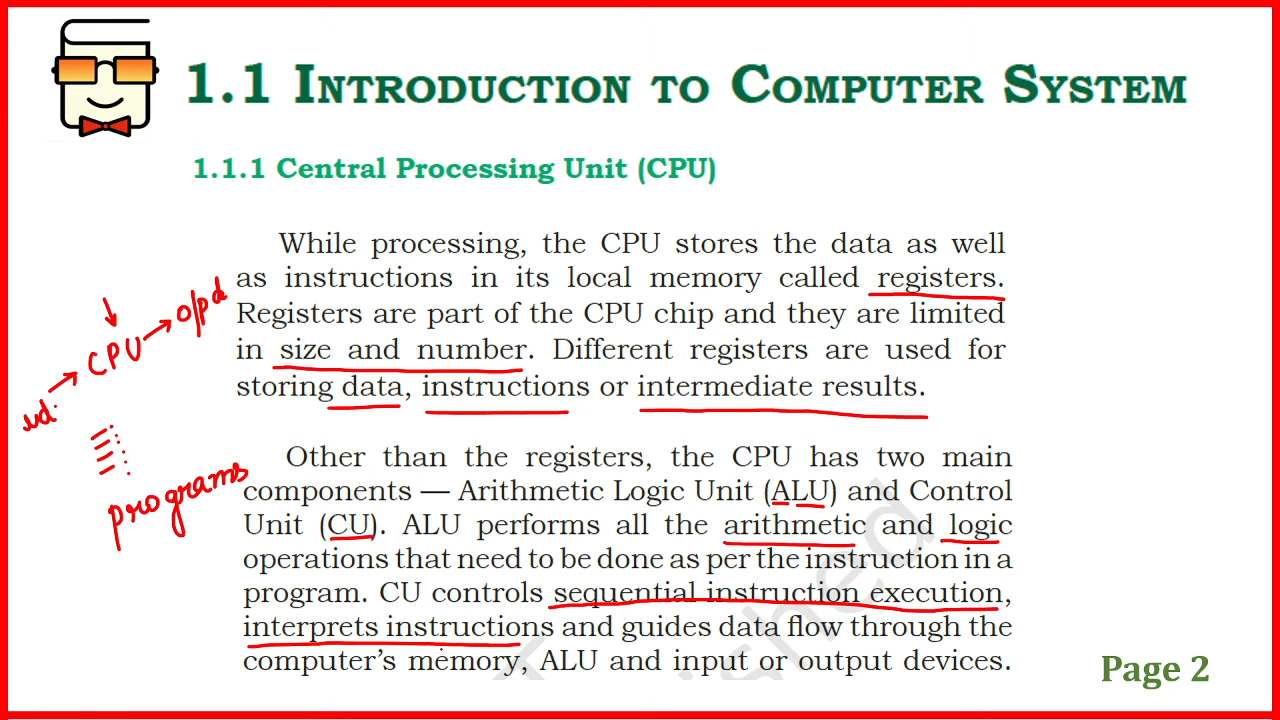 1.1 INTRODUCTION TO COMPUTER SYSTEM
1.1.1 Central Processing Unit (CPU)
While processing, the CPU stores the data as well
as instructions in its local memory called registers.
Registers are part of the CPU chip and they are limited
in size and number. Different registers are used for
storing data, instructions or intermediate results.
CPU
programs
Other than the registers, the CPU has two main
components — Arithmetic Logic Unit (ALU) and Control
Unit (CU). ALU performs all the arithmetic and logic
operations that need to be done as per the instruction in a
program. CU controls sequential instruction execution,
interprets instructions and guides data flow through the
computer's memory, ALU and input or output devices.
Page 2